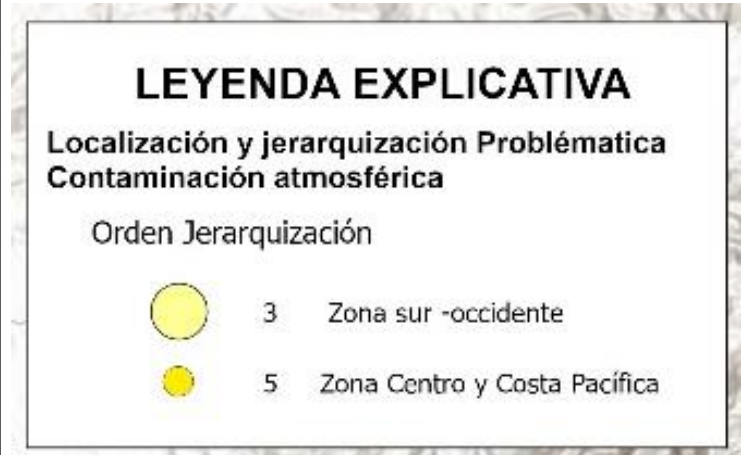 LEYENDA EXPLICATIVA
Localización y jerarquización Problématica
Contaminación atmosférica
Orden Jerarquización
3 Zona sur -occidente
5 Zona Centro y Costa Pacífica